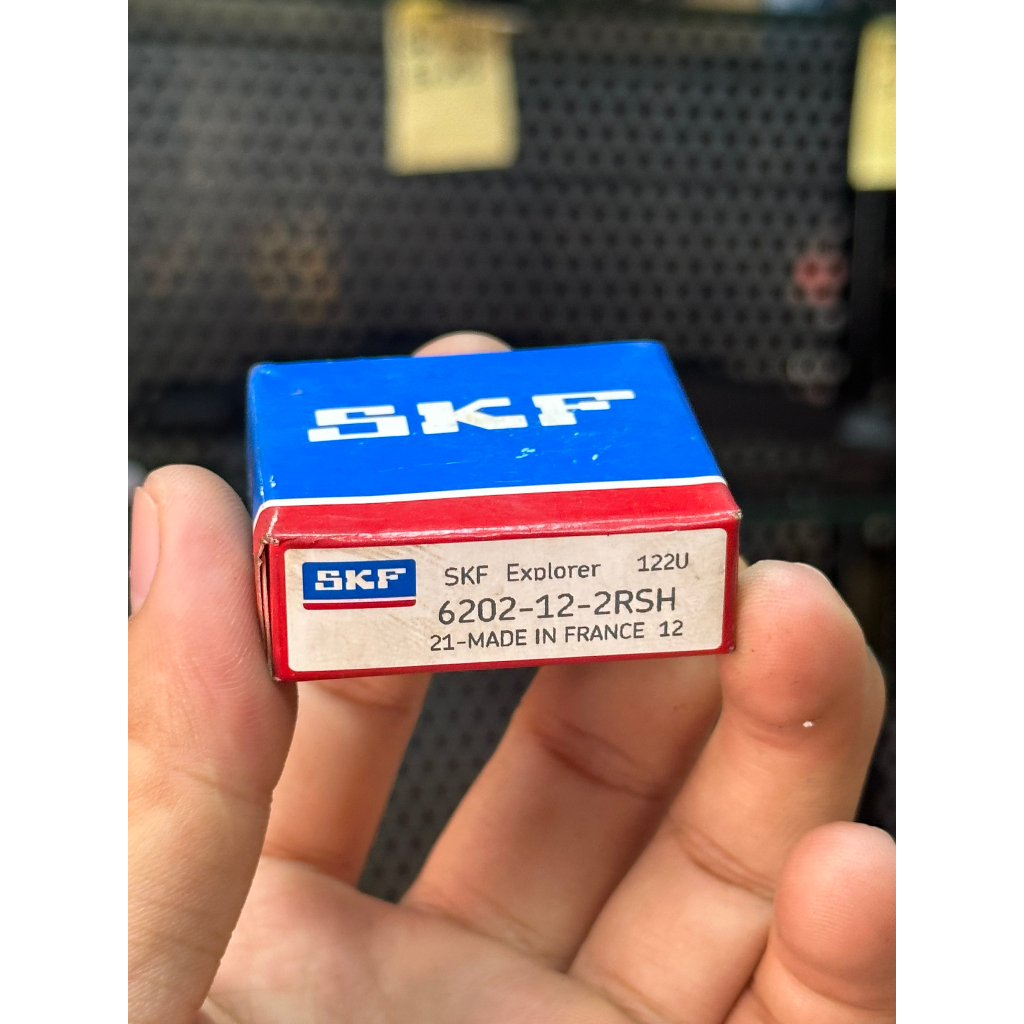 SKF
SKF
SKF Explorer 122U
6202-12-2RSH
21-MADE IN FRANCE 12